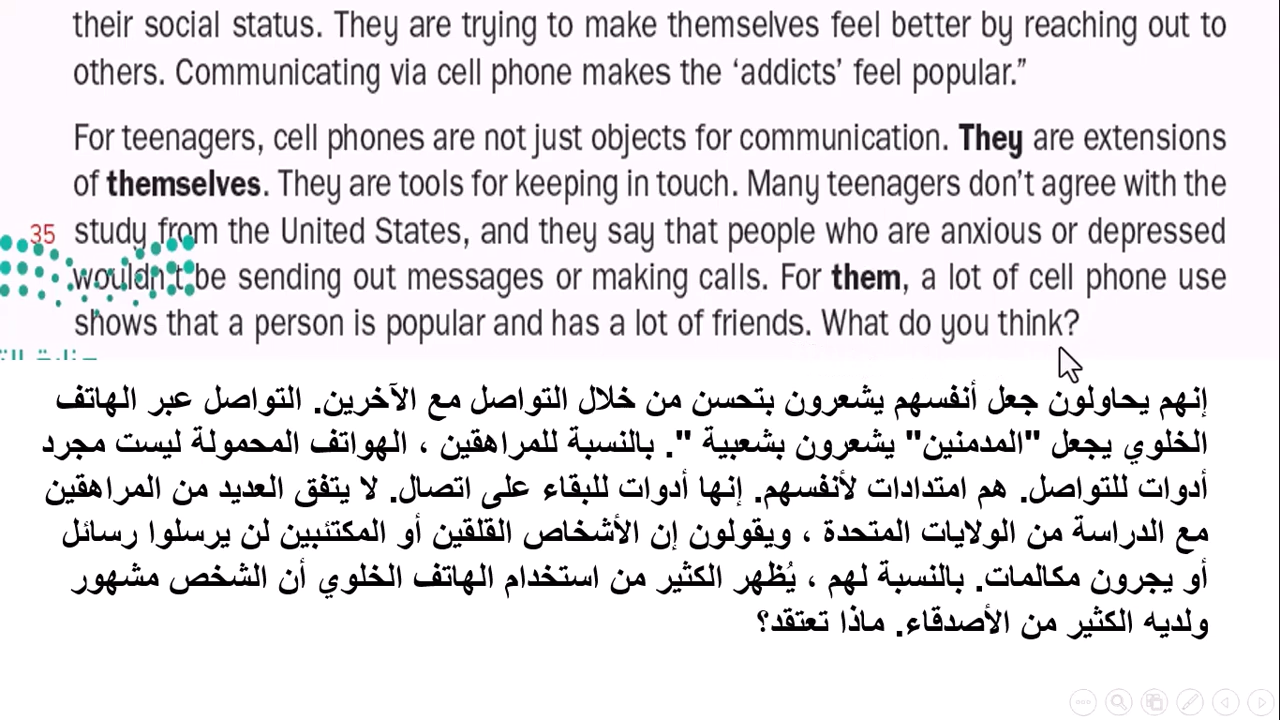 their social status. They are trying to make themselves feel better by reaching out to
others. Communicating via cell phone makes the ‘addicts’ feel popular.”
For teenagers, cell phones are not just objects for communication. They are extensions
of themselves. They are tools for keeping in touch. Many teenagers don’t agree with the
35 study from the United States, and they say that people who are anxious or depressed
wouldn’t be sending out messages or making calls. For them, a lot of cell phone use
shows that a person is popular and has a lot of friends. What do you think?
إنهم يحاولون جعل أنفسهم يشعرون بتحسن من خلال التواصل مع الآخرين. التواصل عبر الهاتف
الخلوي يجعل "المدمنين" يشعرون بشعبية ". بالنسبة للمراهقين ، الهواتف المحمولة ليست مجرد
أدوات للتواصل. هم امتدادات لأنفسهم. إنها أدوات للبقاء على اتصال. لا يتفق العديد من المراهقين
مع الدراسة من الولايات المتحدة ، ويقولون إن الأشخاص القلقين أو المكتئبين لن يرسلوا رسائل
أو يجرون مكالمات. بالنسبة لهم ، يُظهر الكثير من استخدام الهاتف الخلوي أن الشخص مشهور
ولديه الكثير من الأصدقاء. ماذا تعتقد؟